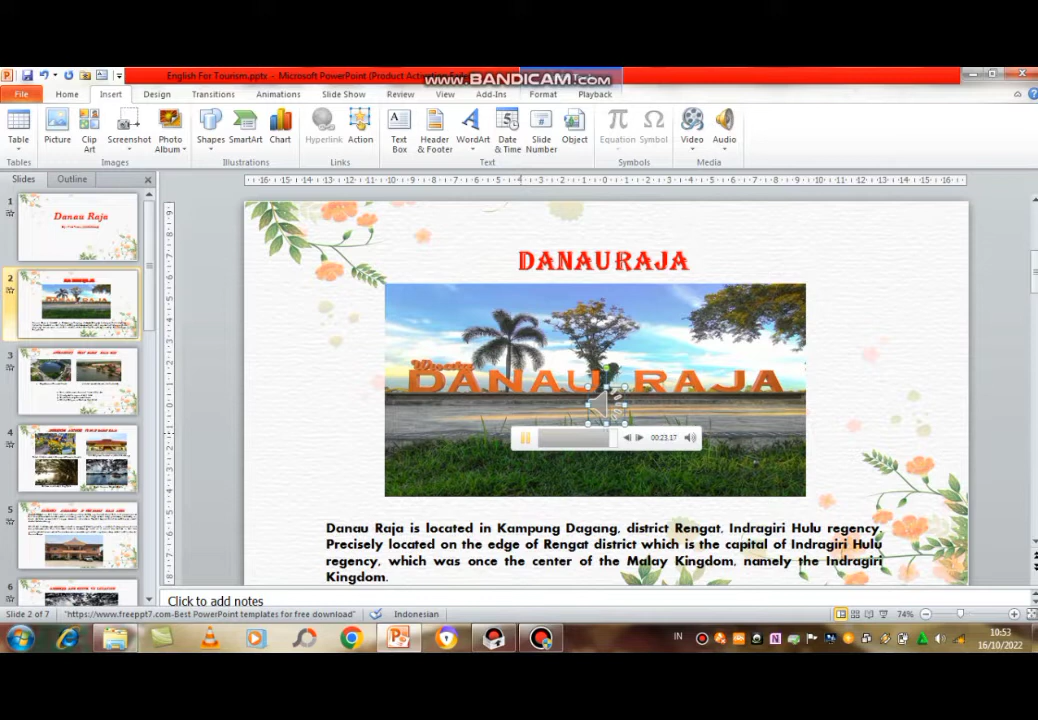 English For Tourism.pptx - Microsoft PowerPoint (Product Activation
www.BANDICAM.com
File Home Insert Design Transitions Animations Slide Show Review View Add-Ins Format Playback
Table Picture Clip Art Screenshot Photo Album Shapes SmartArt Chart Hyperlink Action Text Box Header & Footer WordArt Date & Time Slide Number Object Equation Symbol Video Audio
Tables Images Illustrations Links Text Symbols Media
Slides Outline
1
Danau Raja
2
3
4
5
6
DANAU RAJA
Wisata
DANAU RAJA
00:23.17
Danau Raja is located in Kampung Dagang, district Rengat, Indragiri Hulu regency.
Precisely located on the edge of Rengat district which is the capital of Indragiri Hulu
regency, which was once the center of the Malay Kingdom, namely the Indragiri
Kingdom.
Click to add notes
Slide 2 of 7 "https://www.freeppt7.com-Best PowerPoint templates for free download" Indonesian 74%
IN 10:53
16/10/2022